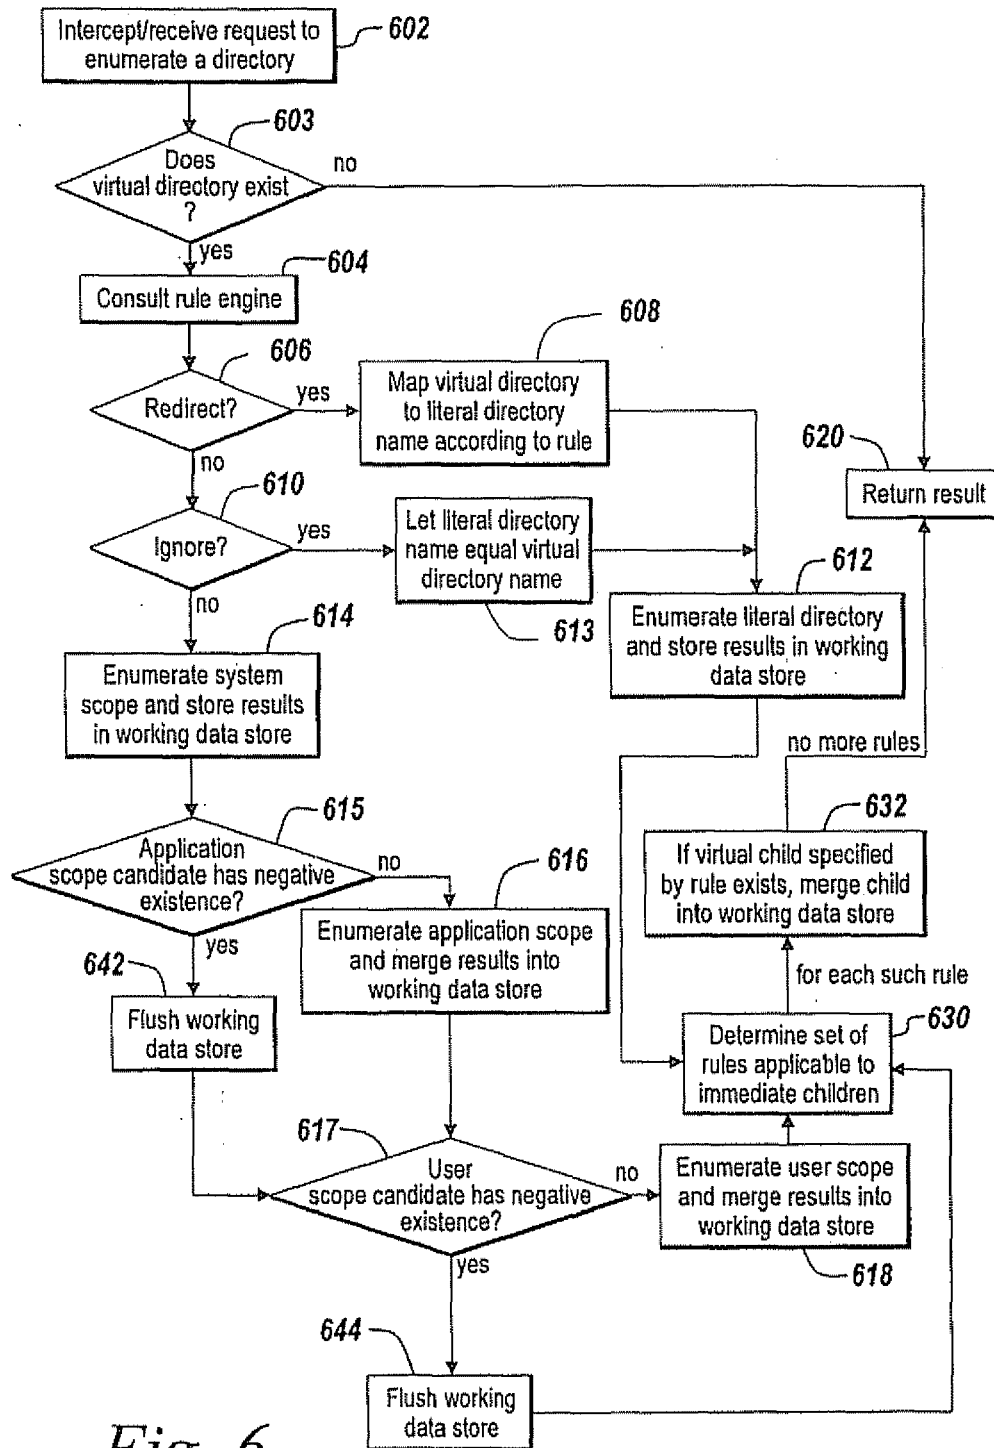 Intercept/receive request to
enumerate a directory
602
603
Does
virtual directory exist
?
no
yes
604
Consult rule engine
606
Redirect?
yes
608
Map virtual directory
to literal directory
name according to rule
no
610
Ignore?
yes
Let literal directory
name equal virtual
directory name
613
620
Return result
612
Enumerate literal directory
and store results in working
data store
no
614
Enumerate system
scope and store results
in working data store
no more rules
615
Application
scope candidate has negative
existence?
no
yes
616
Enumerate application scope
and merge results into
working data store
632
If virtual child specified
by rule exists, merge child
into working data store
for each such rule
642
Flush working
data store
630
Determine set of
rules applicable to
immediate children
617
User
scope candidate has negative
existence?
no
yes
Enumerate user scope
and merge results into
working data store
618
644
Flush working
data store
Fig. 6